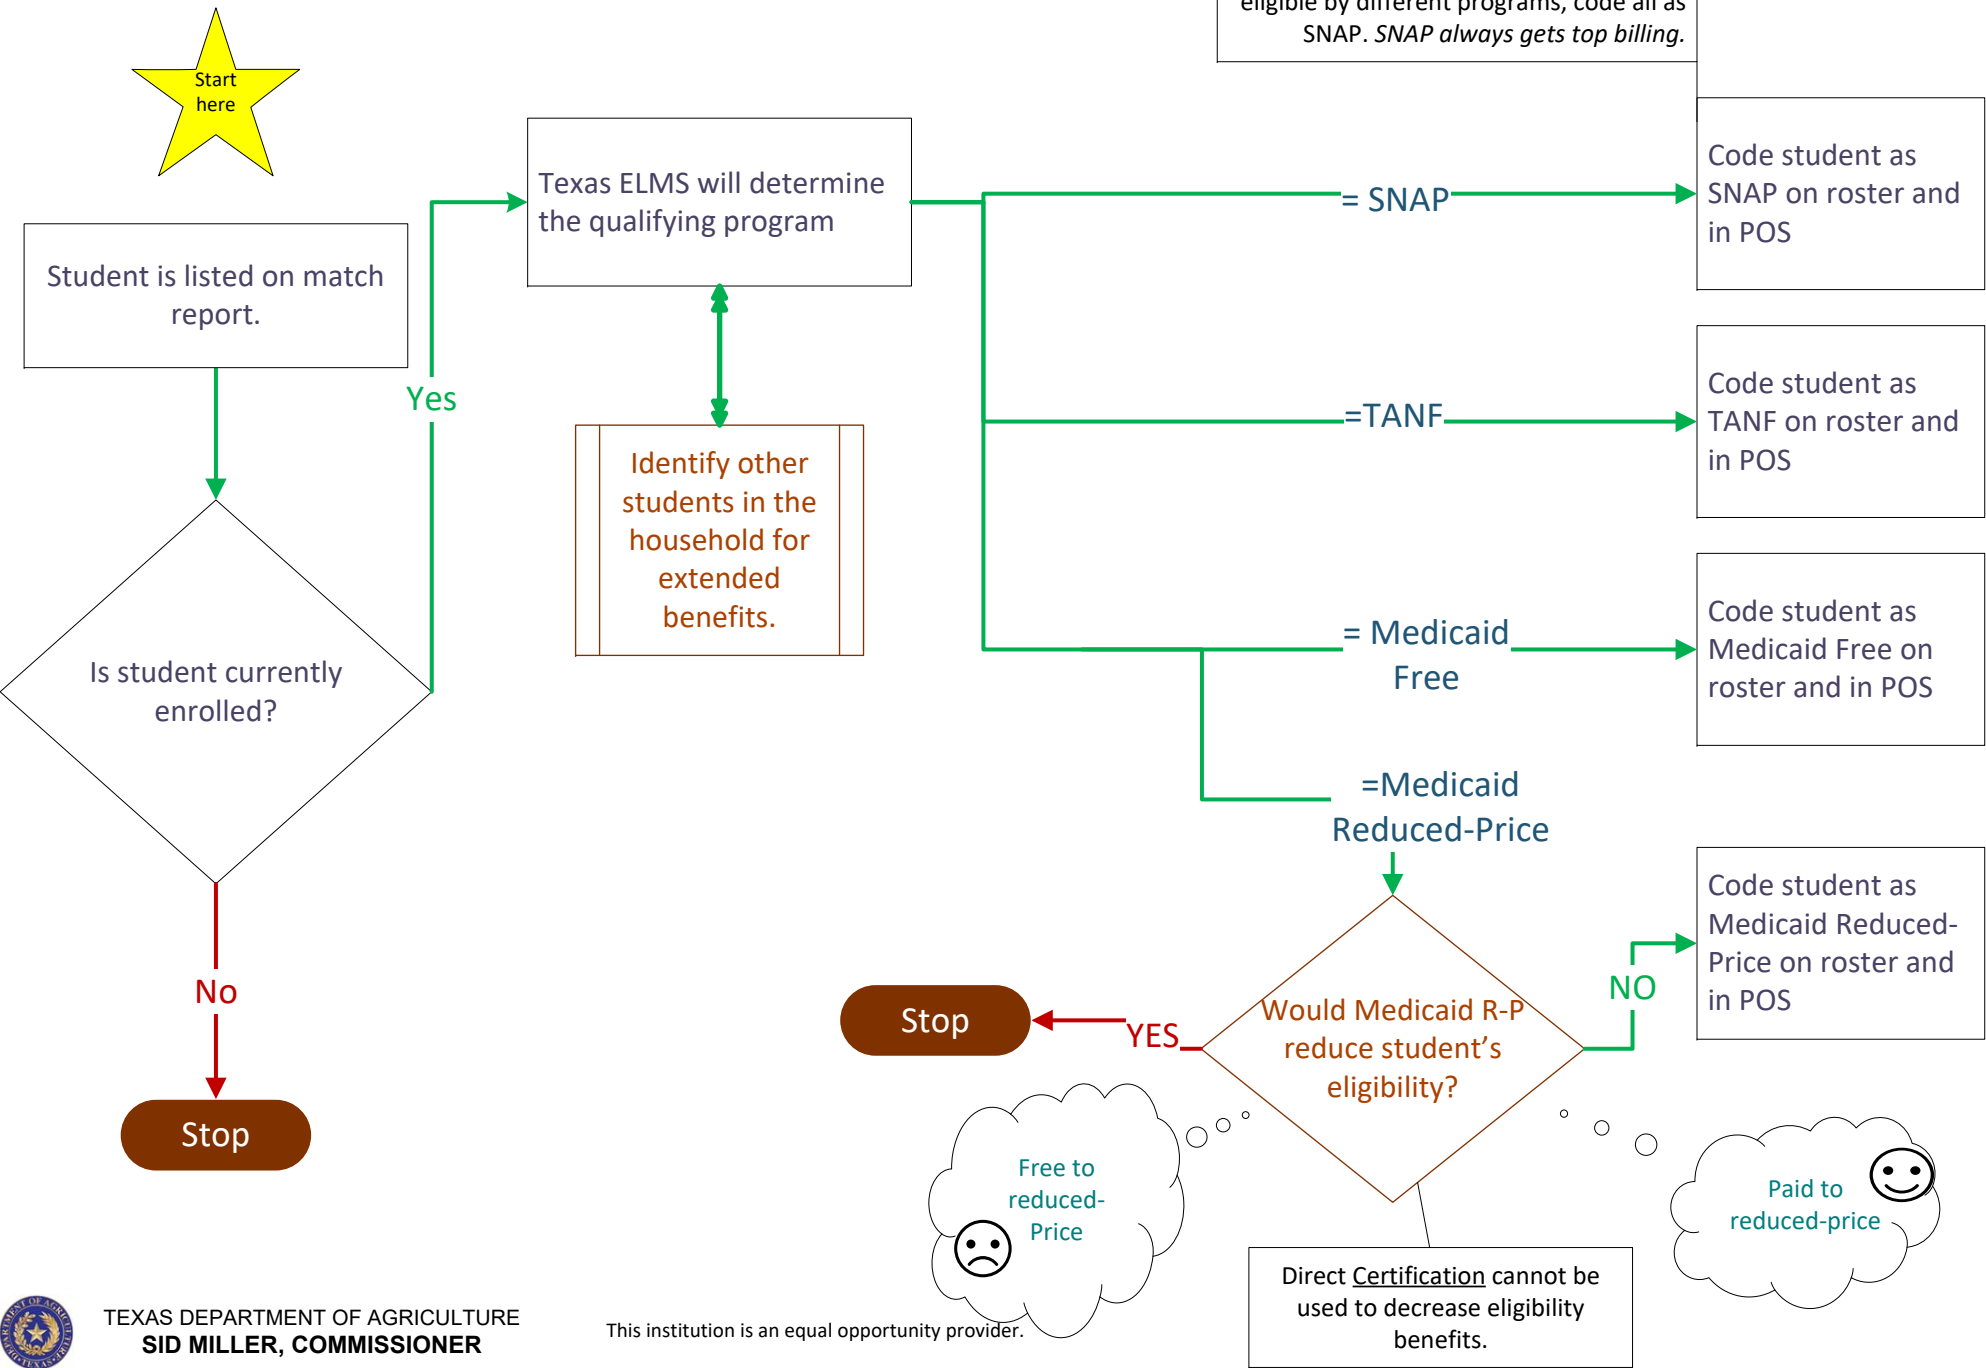 eligible by different programs, code all as
SNAP. SNAP always gets top billing.
Start
here
Student is listed on match
report.
Yes
Is student currently
enrolled?
No
Stop
Texas ELMS will determine
the qualifying program
Identify other
students in the
household for
extended
benefits.
= SNAP
Code student as
SNAP on roster and
in POS
=TANF
Code student as
TANF on roster and
in POS
= Medicaid
Free
Code student as
Medicaid Free on
roster and in POS
=Medicaid
Reduced-Price
Would Medicaid R-P
reduce student's
eligibility?
YES
Stop
NO
Code student as
Medicaid Reduced-
Price on roster and
in POS
Free to
reduced-
Price
Paid to
reduced-price
Direct Certification cannot be
used to decrease eligibility
benefits.
TEXAS DEPARTMENT OF AGRICULTURE
SID MILLER, COMMISSIONER
This institution is an equal opportunity provider.